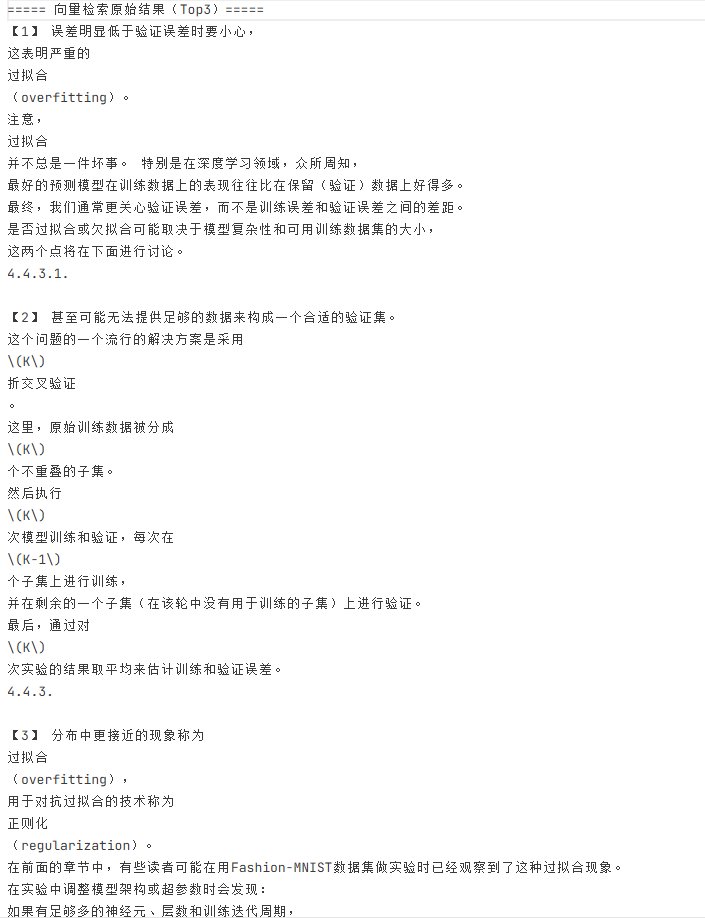 ===== 向量检索原始结果（Top3）=====
【1】 误差明显低于验证误差时要小心，
这表明严重的
过拟合
（overfitting）。
注意，
过拟合
并不总是一件坏事。 特别是在深度学习领域，众所周知，
最好的预测模型在训练数据上的表现往往比在保留（验证）数据上好得多。
最终，我们通常更关心验证误差，而不是训练误差和验证误差之间的差距。
是否过拟合或欠拟合可能取决于模型复杂性和可用训练数据集的大小，
这两个点将在下面进行讨论。
4.4.3.1.
【2】 甚至可能无法提供足够的数据来构成一个合适的验证集。
这个问题的一个流行的解决方案是采用
\(K\)
折交叉验证
。
这里，原始训练数据被分成
\(K\)
个不重叠的子集。
然后执行
\(K\)
次模型训练和验证，每次在
\(K-1\)
个子集上进行训练，
并在剩余的一个子集（在该轮中没有用于训练的子集）上进行验证。
最后，通过对
\(K\)
次实验的结果取平均来估计训练和验证误差。
4.4.3.
【3】 分布中更接近的现象称为
过拟合
（overfitting），
用于对抗过拟合的技术称为
正则化
（regularization）。
在前面的章节中，有些读者可能在用Fashion-MNIST数据集做实验时已经观察到了这种过拟合现象。
在实验中调整模型架构或超参数时会发现：
如果有足够多的神经元、层数和训练迭代周期，